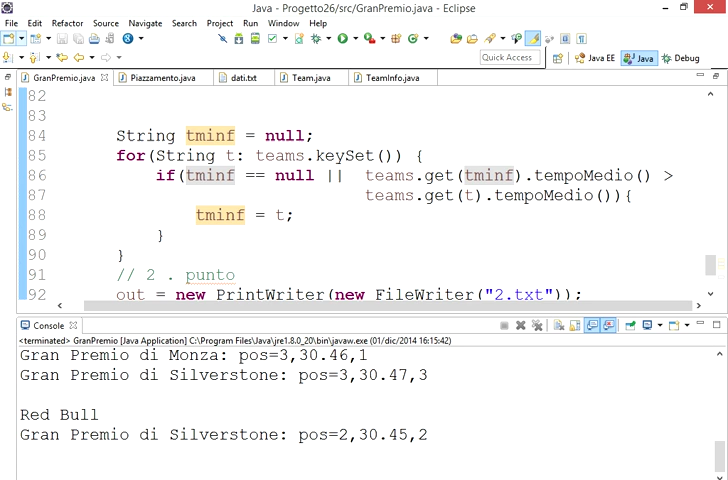 Java - Progetto26/src/GranPremio.java - Eclipse
File Edit Refactor Source Navigate Search Project Run Window Help
Quick Access Java EE Java Debug
GranPremio.java Piazzamento.java dati.txt Team.java TeamInfo.java
82
83
84 String tminf = null;
85 for(String t: teams.keySet()) {
86 if(tminf == null || teams.get(tminf).tempoMedio() >
87 teams.get(t).tempoMedio()){
88 tminf = t;
89 }
90 }
91 // 2 . punto
92 out = new PrintWriter(new FileWriter("2.txt"));
Console
<terminated> GranPremio [Java Application] C:\Program Files\Java\jre1.8.0_20\bin\javaw.exe (01/dic/2014 16:15:42)
Gran Premio di Monza: pos=3,30.46,1
Gran Premio di Silverstone: pos=3,30.47,3
Red Bull
Gran Premio di Silverstone: pos=2,30.45,2